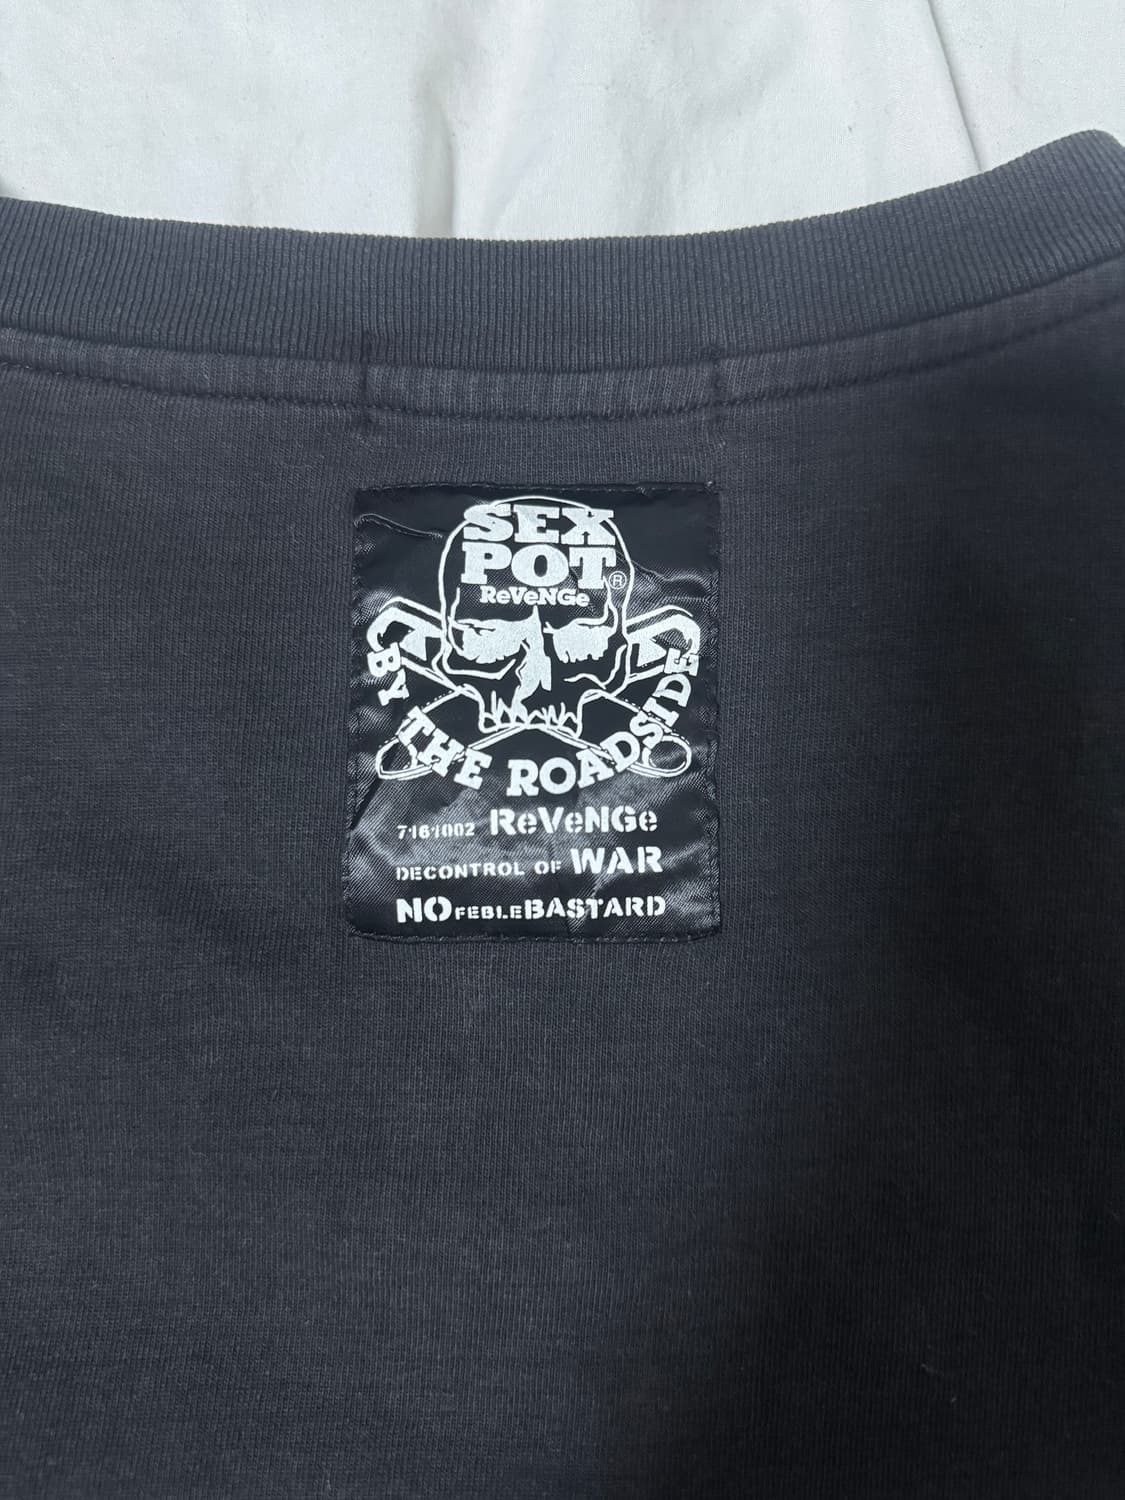 SEX
POT®
ReVeNGe
BY THE ROADSIDE
7161002 ReVeNGe
DECONTROL OF WAR
NO FEBLE BASTARD